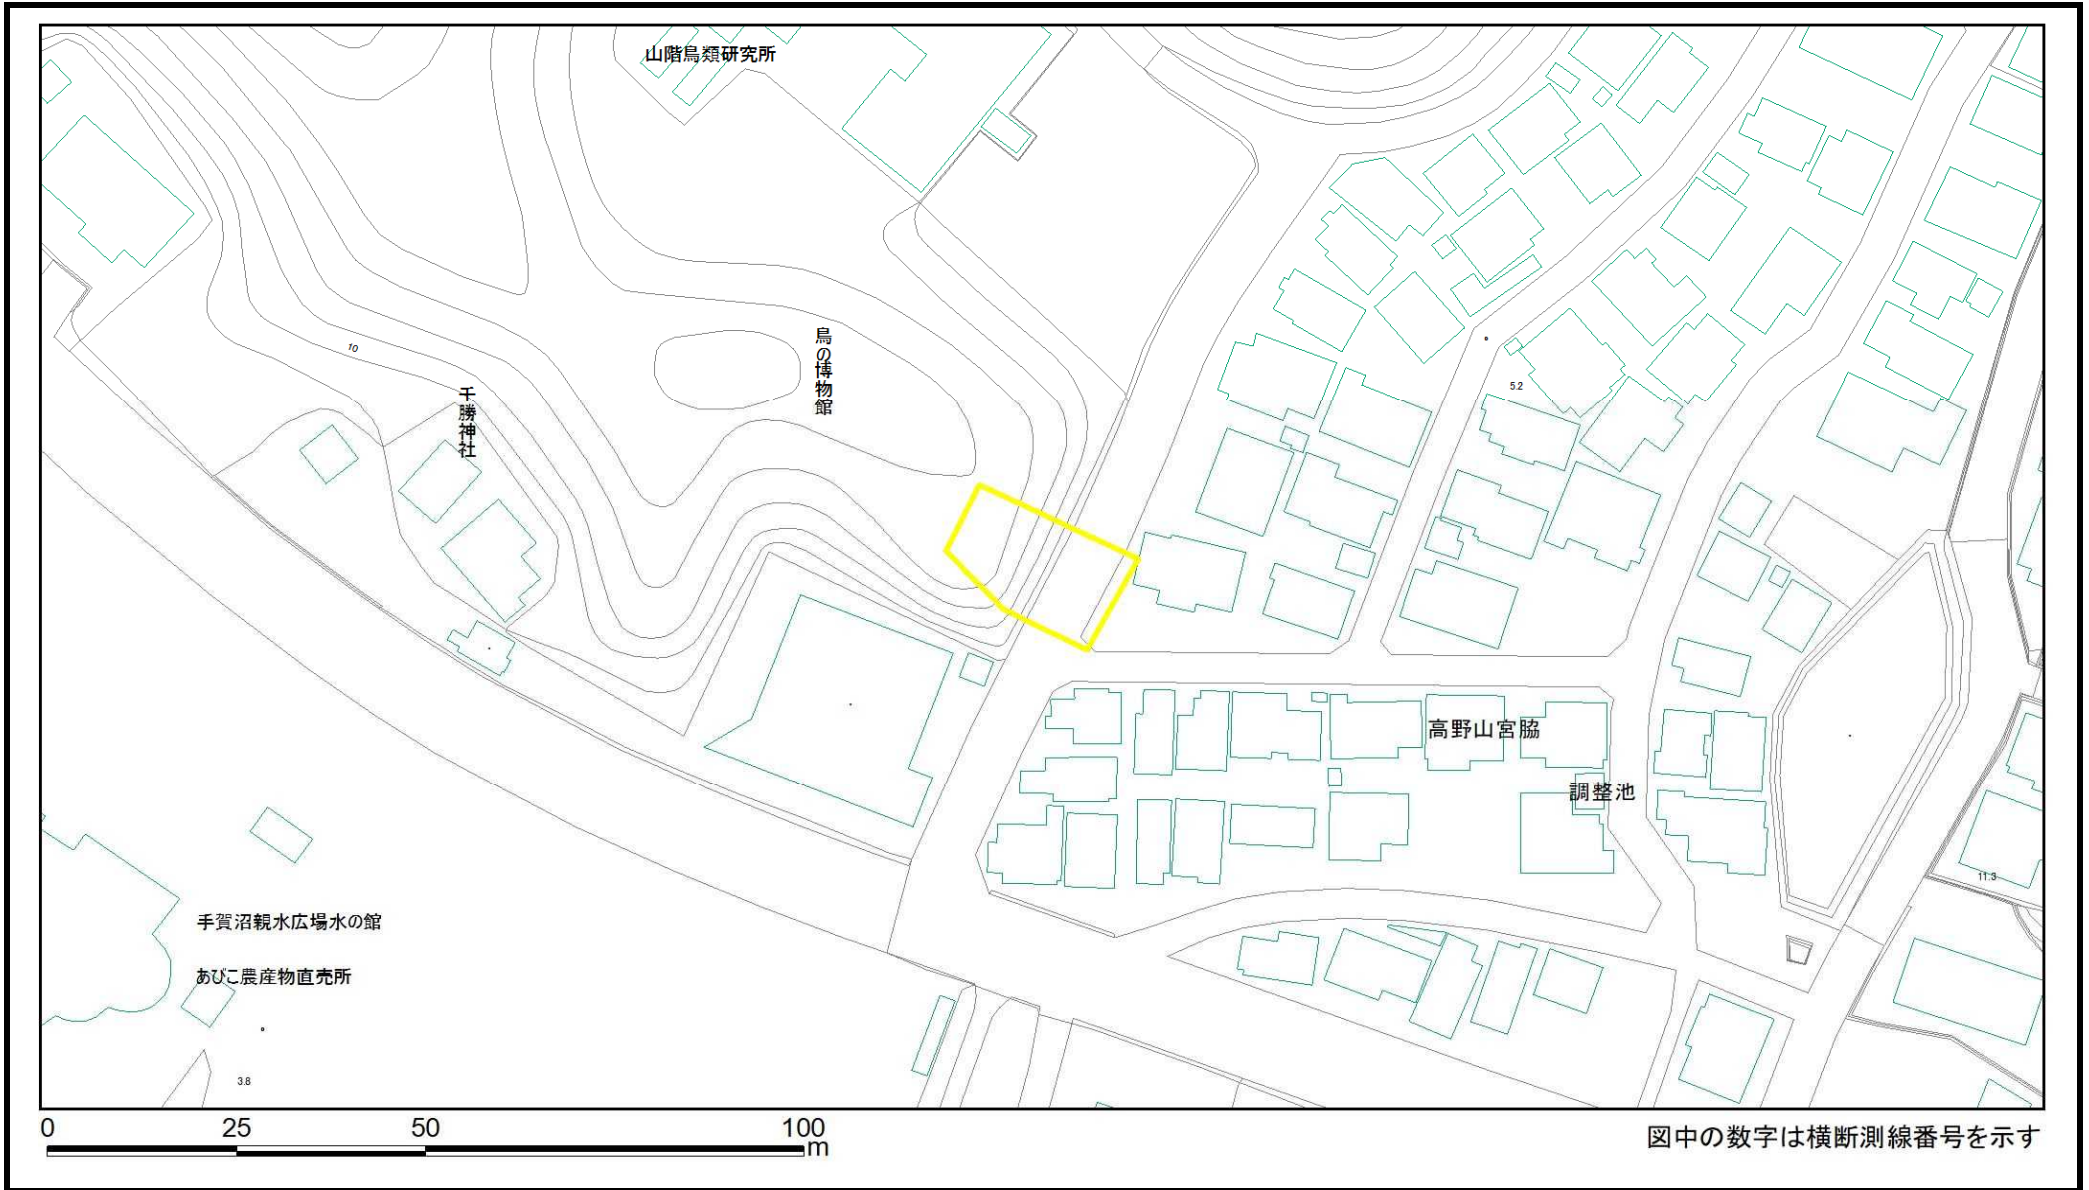 山階鳥類研究所
鳥の博物館
10
千勝神社
5.2
高野山宮脇
調整池
11.3
手賀沼親水広場水の館
あびこ農産物直売所
3.8
0 25 50 100
m
図中の数字は横断測線番号を示す